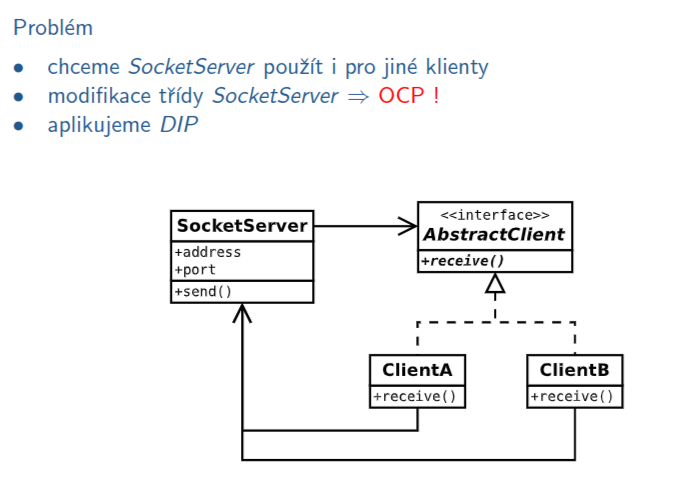 Problém
• chceme SocketServer použít i pro jiné klienty
• modifikace třídy SocketServer ⇒ OCP !
• aplikujeme DIP
SocketServer
+address
+port
+send()
<<interface>>
AbstractClient
+receive()
ClientA
+receive()
ClientB
+receive()